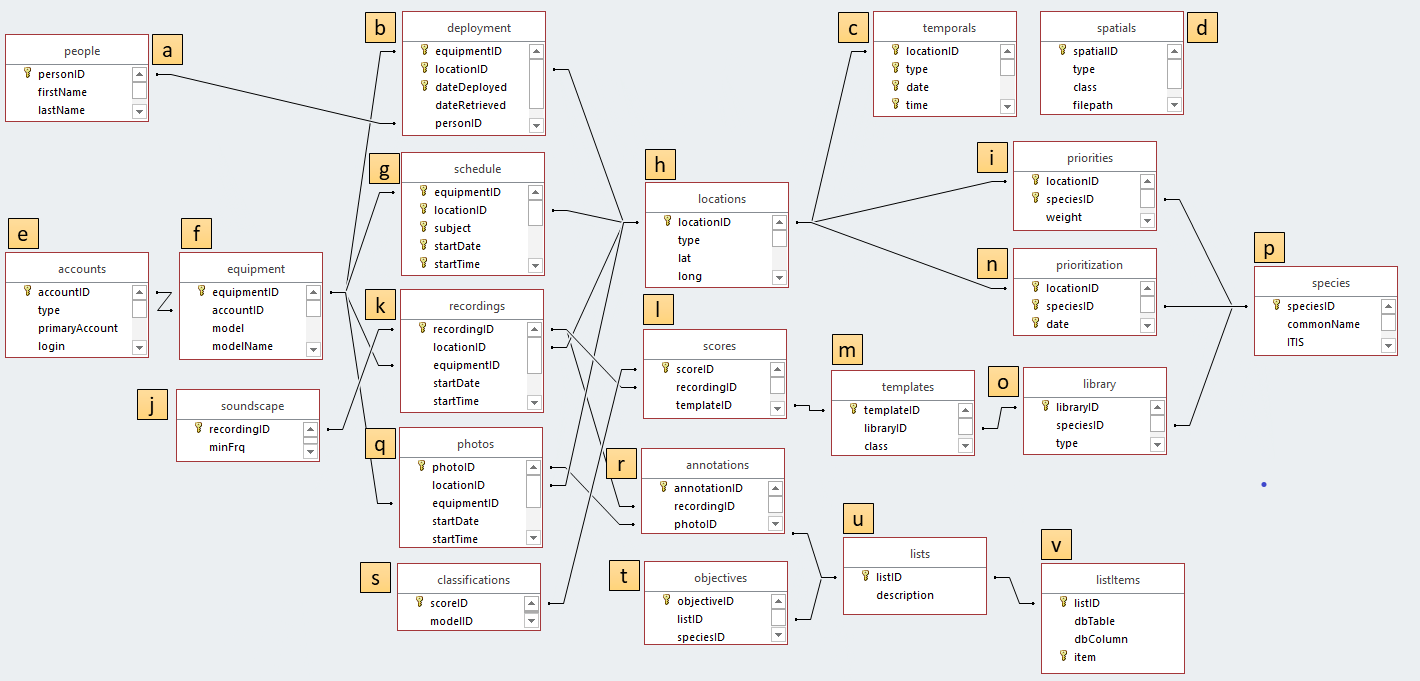 a
people
personID
firstName
lastName
b
deployment
equipmentID
locationID
dateDeployed
dateRetrieved
personID
c
temporals
locationID
type
date
time
d
spatials
spatialID
type
class
filepath
e
accounts
accountID
type
primaryAccount
login
f
equipment
equipmentID
accountID
model
modelName
g
schedule
equipmentID
locationID
subject
startDate
startTime
h
locations
locationID
type
lat
long
i
priorities
locationID
speciesID
weight
j
soundscape
recordingID
minFrq
k
recordings
recordingID
locationID
equipmentID
startDate
startTime
l
scores
scoreID
recordingID
templateID
m
templates
templateID
libraryID
class
n
prioritization
locationID
speciesID
date
o
library
libraryID
speciesID
type
p
species
speciesID
commonName
ITIS
q
photos
photoID
locationID
equipmentID
startDate
startTime
r
annotations
annotationID
recordingID
photoID
s
classifications
scoreID
modelID
t
objectives
objectiveID
listID
speciesID
u
lists
listID
description
v
listItems
listID
dbTable
dbColumn
item